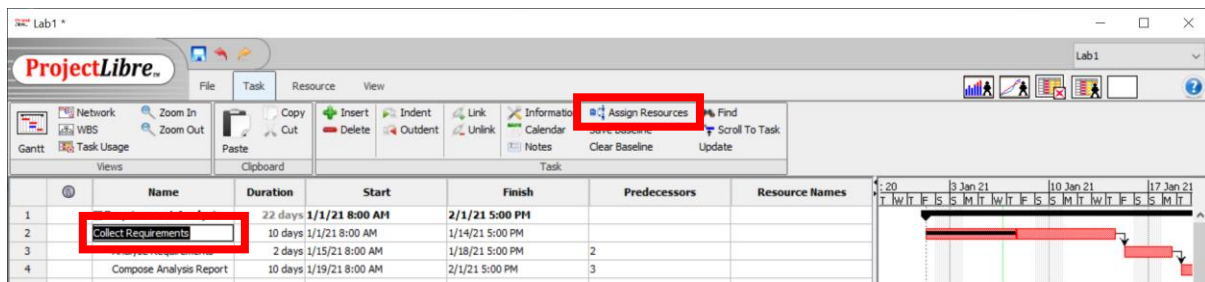 Lab1 *
ProjectLibre
Lab1
File Task Resource View
Network Zoom In Copy Insert Indent Link Information Assign Resources Find
WBS Zoom Out Cut Delete Outdent Unlink Calendar Save Baseline Scroll To Task
Gantt Task Usage Paste Notes Clear Baseline Update
Views Clipboard Task
Name Duration Start Finish Predecessors Resource Names
: 20 3 Jan 21 10 Jan 21 17 Jan 21
T W T F S S M T W T F S S M T W T F S S M T
1 22 days 1/1/21 8:00 AM 2/1/21 5:00 PM
2 Collect Requirements 10 days 1/1/21 8:00 AM 1/14/21 5:00 PM
3 2 days 1/15/21 8:00 AM 1/18/21 5:00 PM 2
4 Compose Analysis Report 10 days 1/19/21 8:00 AM 2/1/21 5:00 PM 3